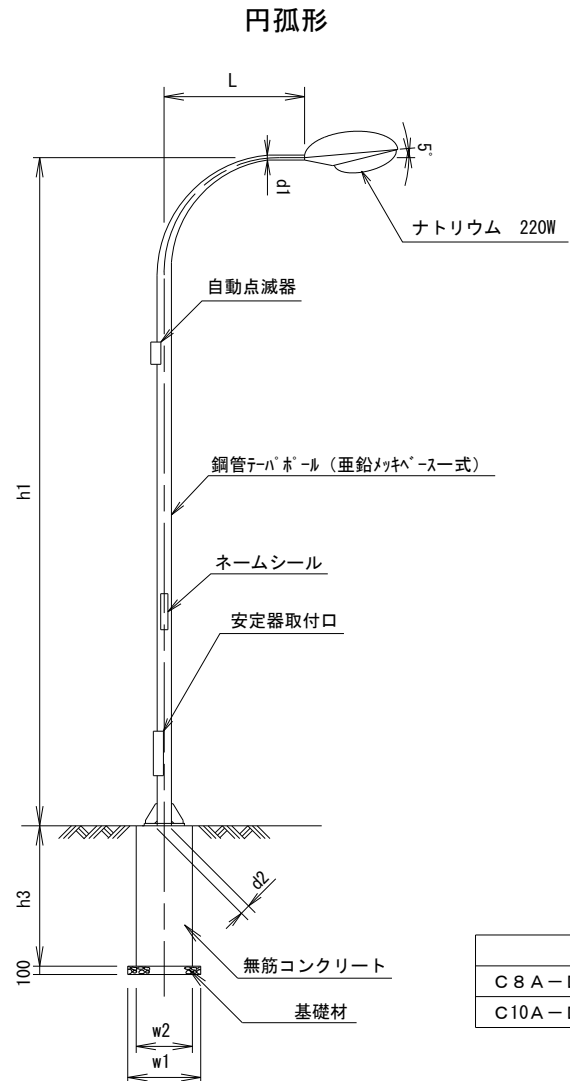 円孤形
L
5°
d1
ナトリウム 220W
自動点滅器
h1
鋼管テーパポール（亜鉛メッキベース一式）
ネームシール
安定器取付口
h3
d2
100
無筋コンクリート
基礎材
w2
w1
C8A－
C10A－